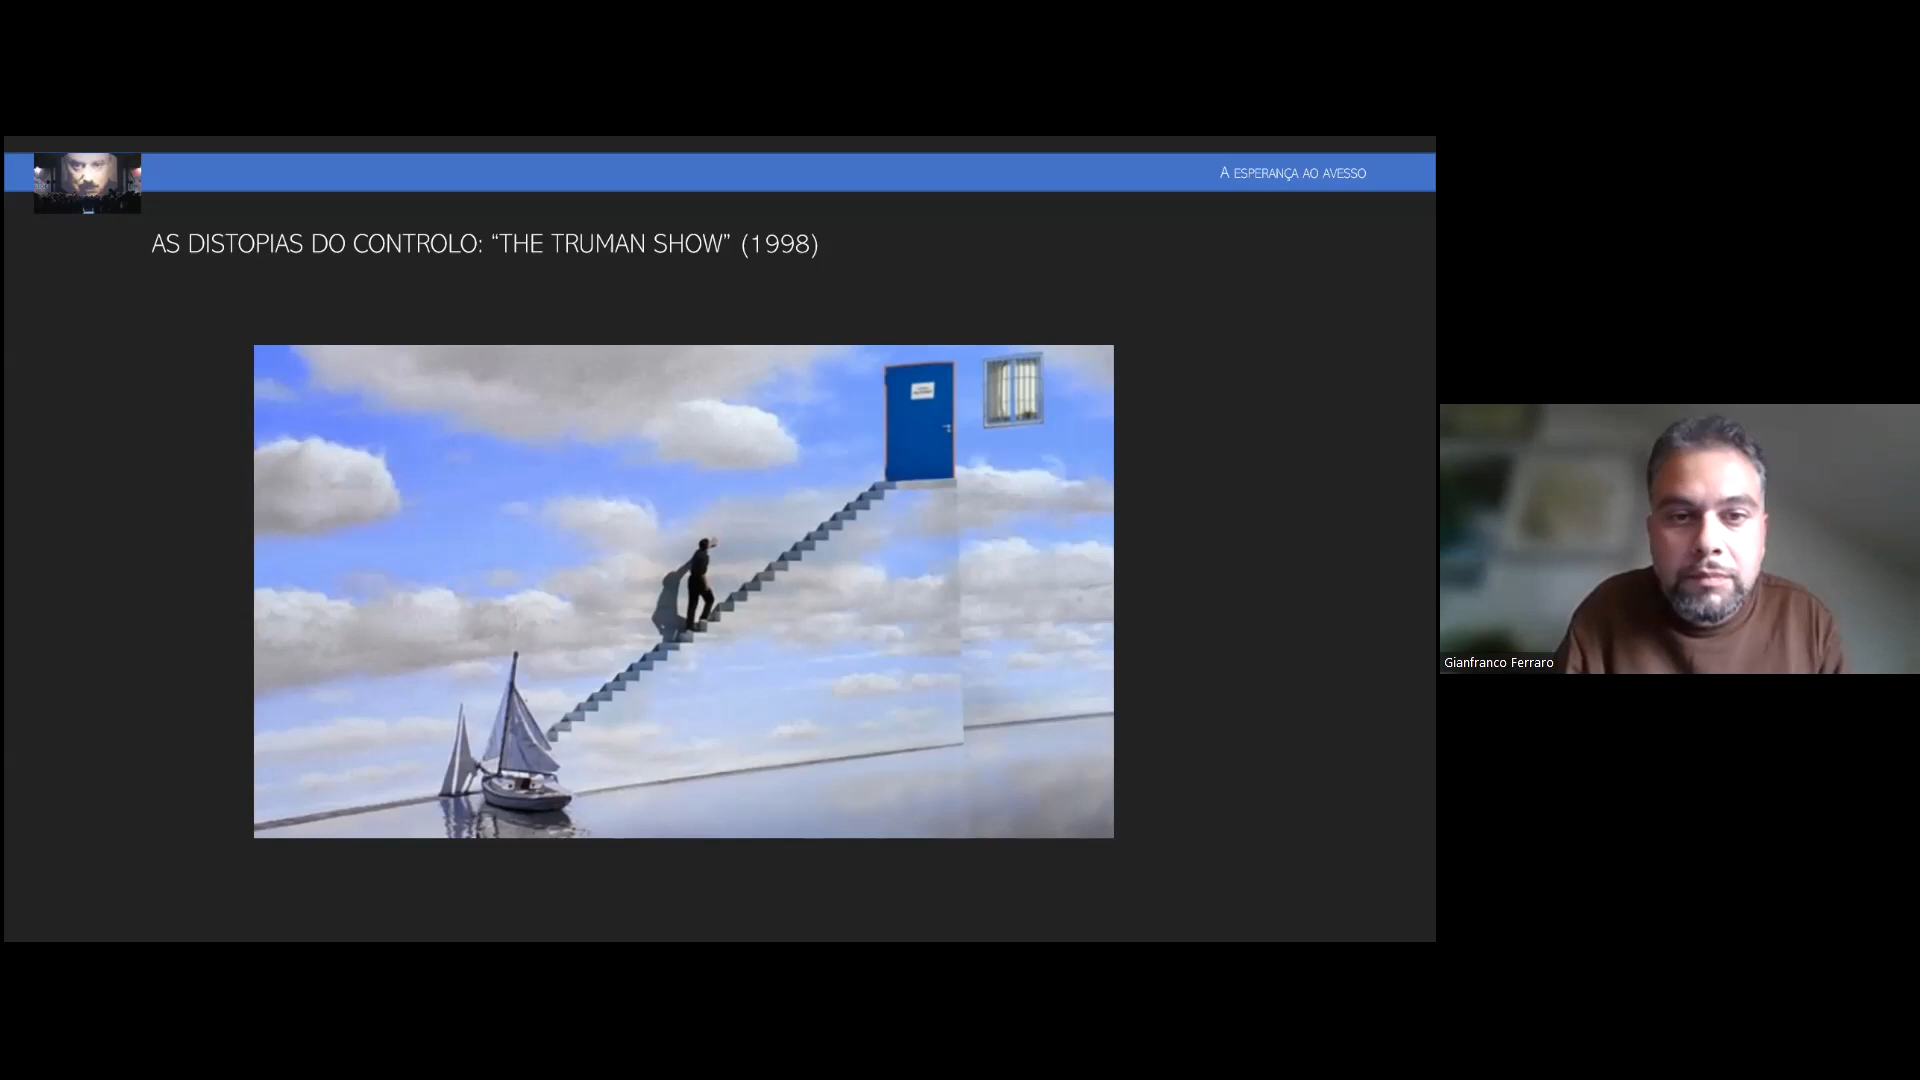 A ESPERANÇA AO AVESSO
AS DISTOPIAS DO CONTROLO: “THE TRUMAN SHOW” (1998)
Gianfranco Ferraro